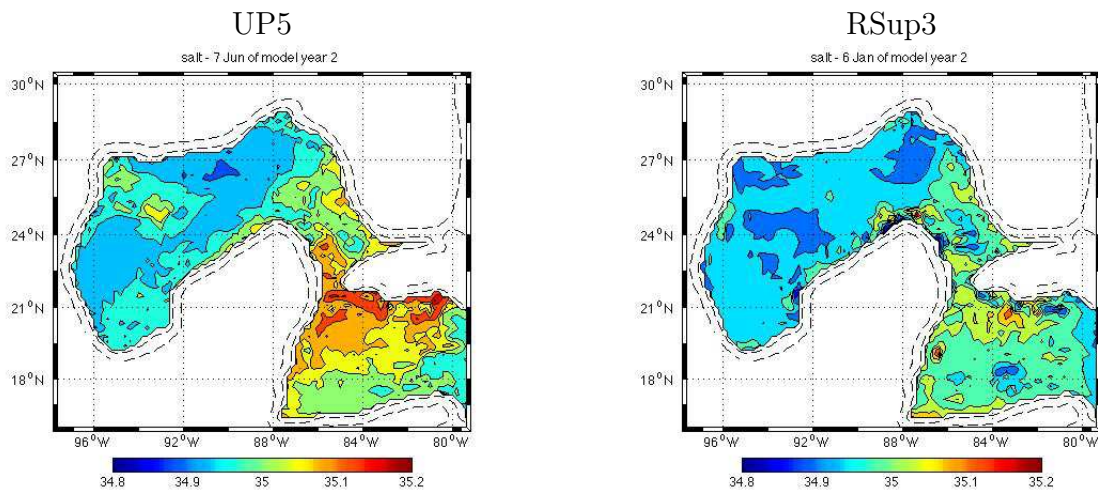 UP5
salt - 7 Jun of model year 2
30°N
27°N
24°N
21°N
18°N
96°W 92°W 88°W 84°W 80°W
34.8 34.9 35 35.1 35.2
RSup3
salt - 6 Jan of model year 2
30°N
27°N
24°N
21°N
18°N
96°W 92°W 88°W 84°W 80°W
34.8 34.9 35 35.1 35.2